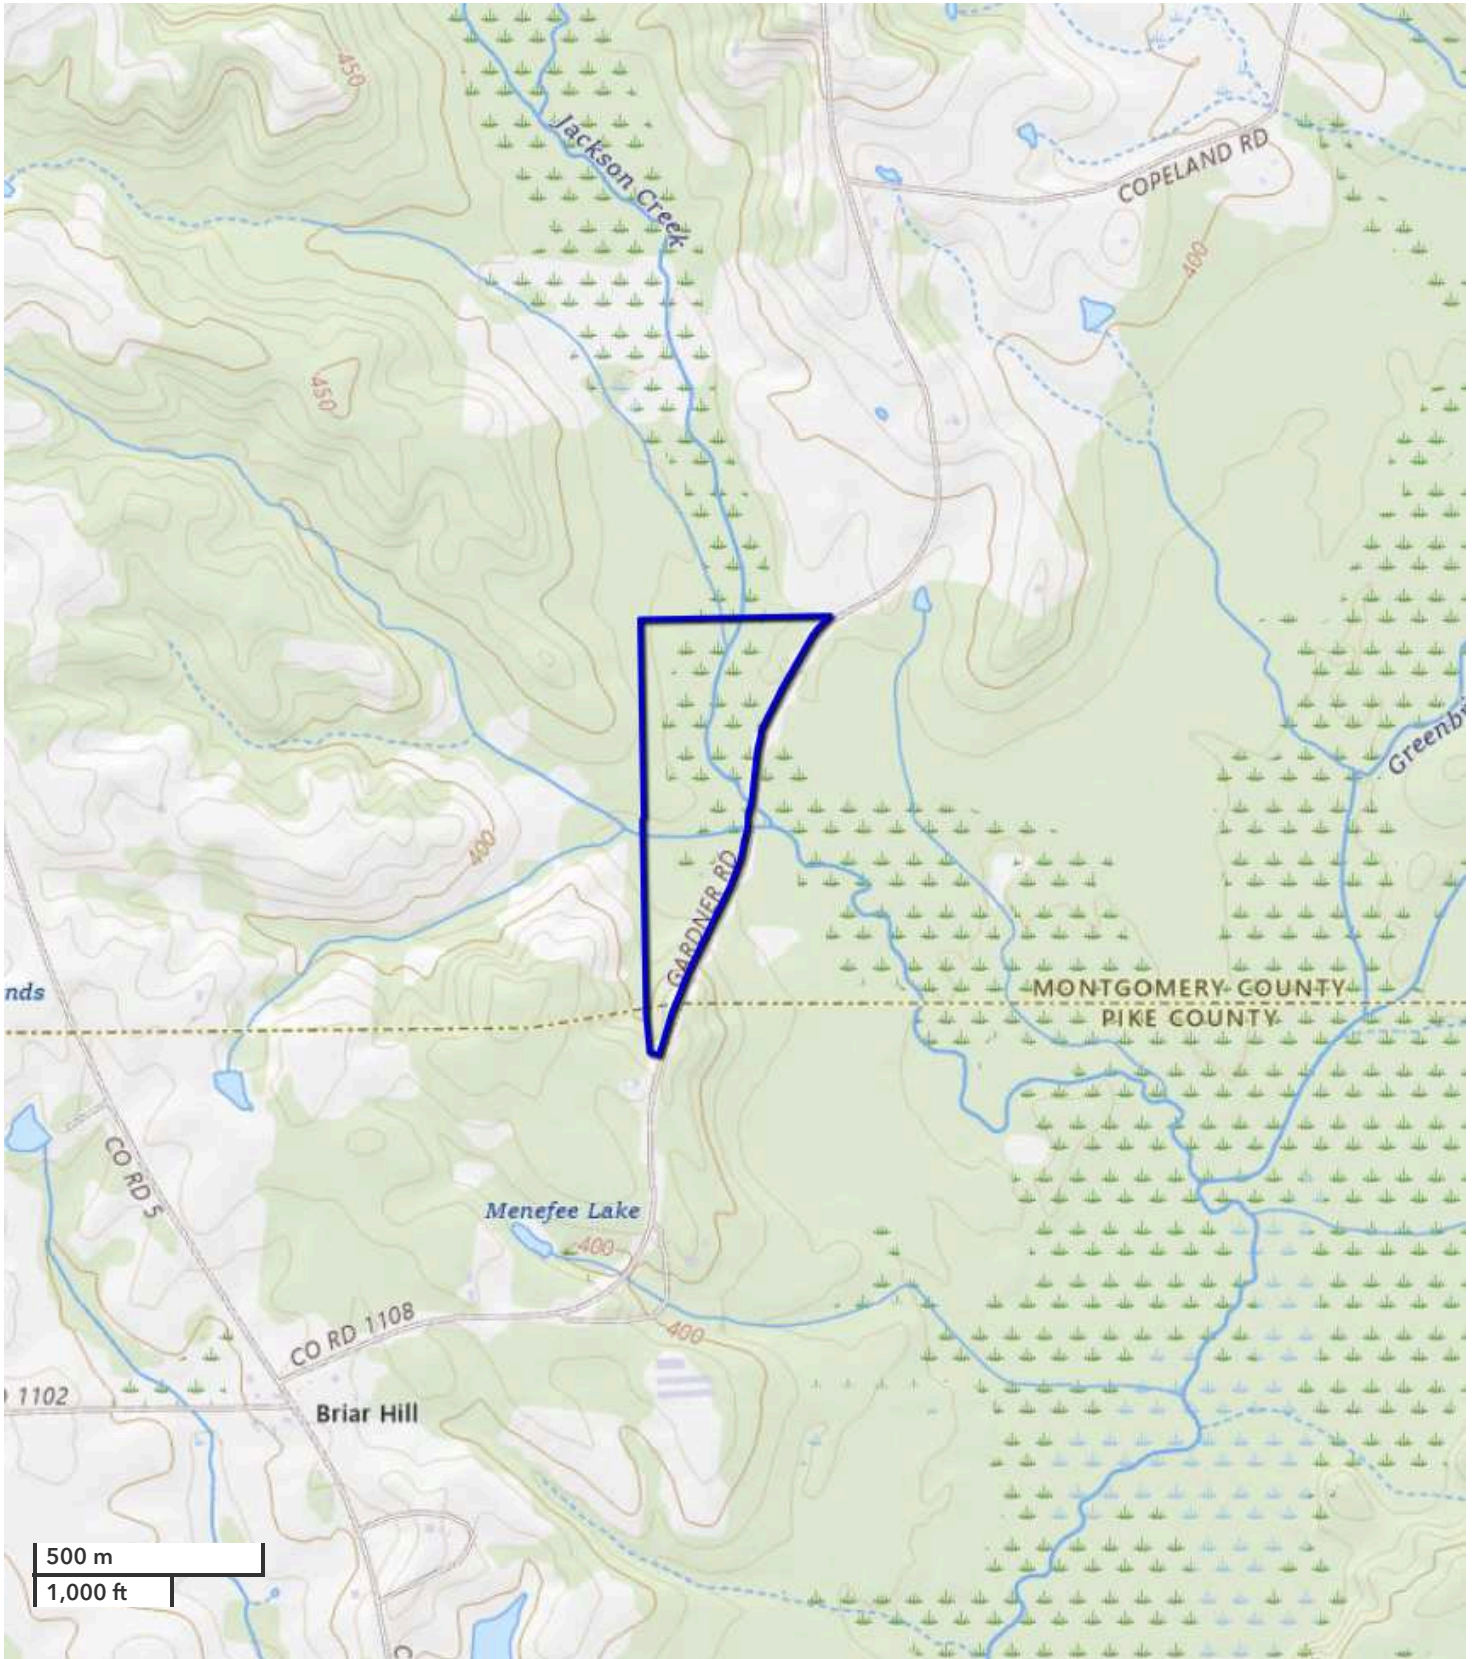 450
Jackson Creek
COPELAND RD
400
450
Greenb
400
GARDNER RD
nds
MONTGOMERY COUNTY
PIKE COUNTY
CO RD 5
Menefee Lake
400
CO RD 1108
400
1102
Briar Hill
500 m
1,000 ft
C